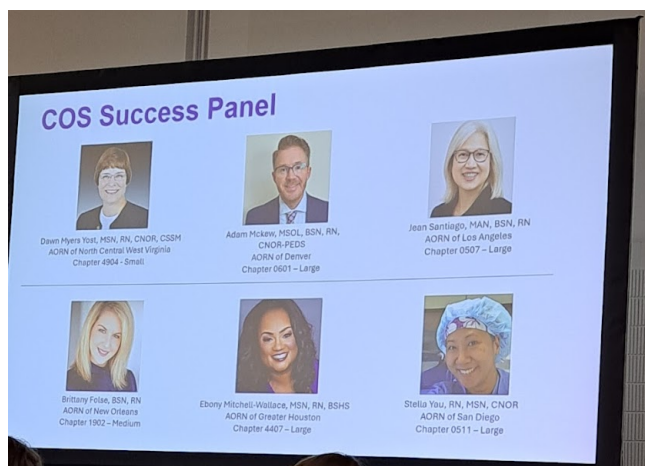 COS Success Panel
Dawn Myers Yost, MSN, RN, CNOR, CSSM
AORN of North Central West Virginia
Chapter 4904 - Small
Adam Mckew, MSOL, BSN, RN,
CNOR-PEDS
AORN of Denver
Chapter 0601 – Large
Jean Santiago, MAN, BSN, RN
AORN of Los Angeles
Chapter 0507 – Large
Brittany Folse, BSN, RN
AORN of New Orleans
Chapter 1902 – Medium
Ebony Mitchell-Wallace, MSN, RN, BSHS
AORN of Greater Houston
Chapter 4407 – Large
Stella Yau, RN, MSN, CNOR
AORN of San Diego
Chapter 0511 – Large